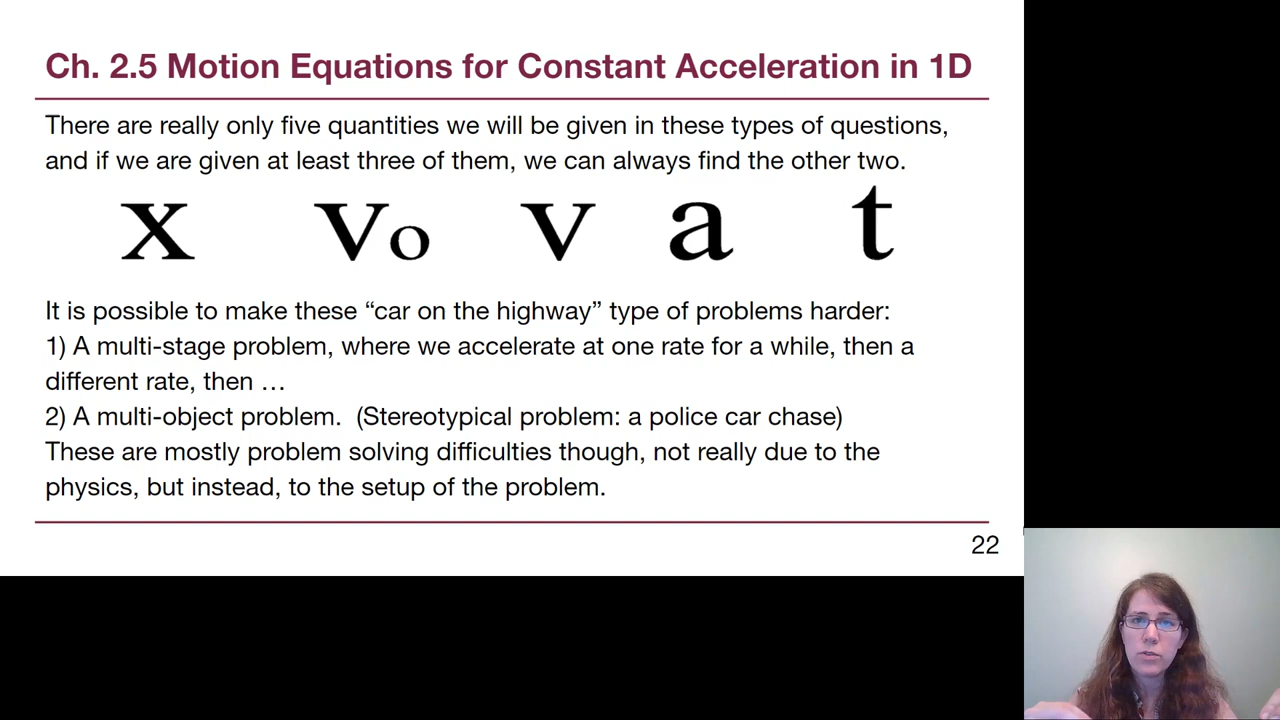 Ch. 2.5 Motion Equations for Constant Acceleration in 1D
There are really only five quantities we will be given in these types of questions,
and if we are given at least three of them, we can always find the other two.
x vo v a t
It is possible to make these “car on the highway” type of problems harder:
1) A multi-stage problem, where we accelerate at one rate for a while, then a
different rate, then …
2) A multi-object problem.  (Stereotypical problem: a police car chase)
These are mostly problem solving difficulties though, not really due to the
physics, but instead, to the setup of the problem.
22